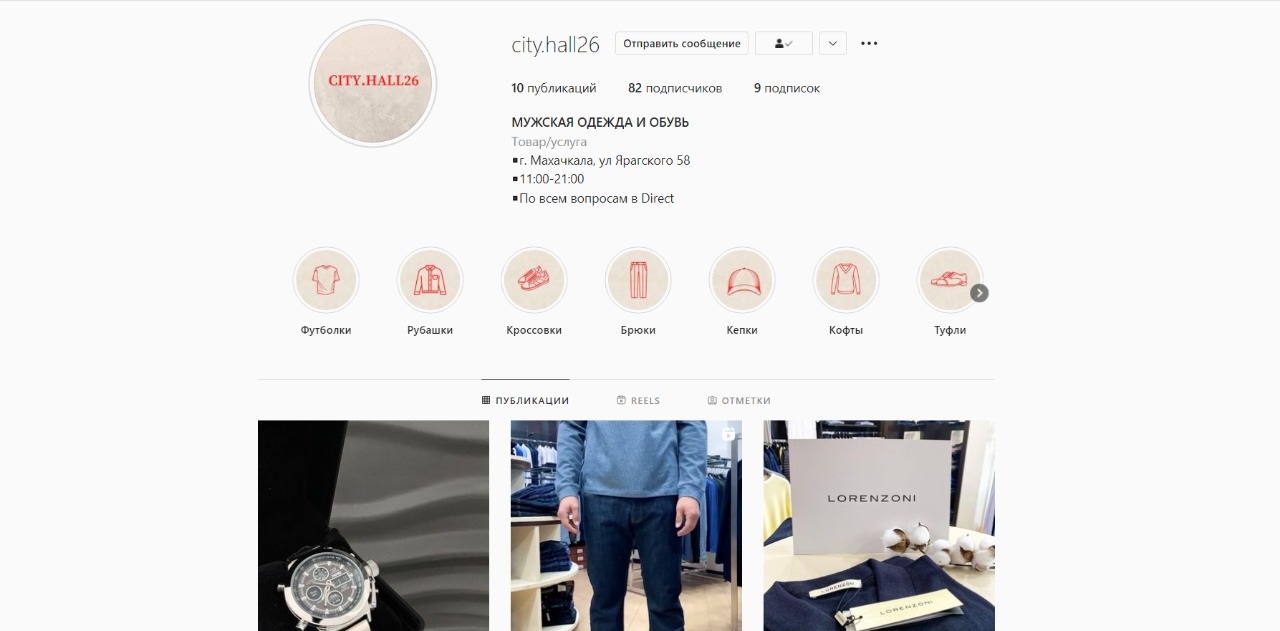 CITY.HALL26
city.hall26 Отправить сообщение
10 публикаций 82 подписчиков 9 подписок
МУЖСКАЯ ОДЕЖДА И ОБУВЬ
Товар/услуга
▪г. Махачкала, ул Ярагского 58
▪11:00-21:00
▪По всем вопросам в Direct
Футболки Рубашки Кроссовки Брюки Кепки Кофты Туфли
ПУБЛИКАЦИИ REELS ОТМЕТКИ
LORENZONI
LORENZONI
LORENZONI